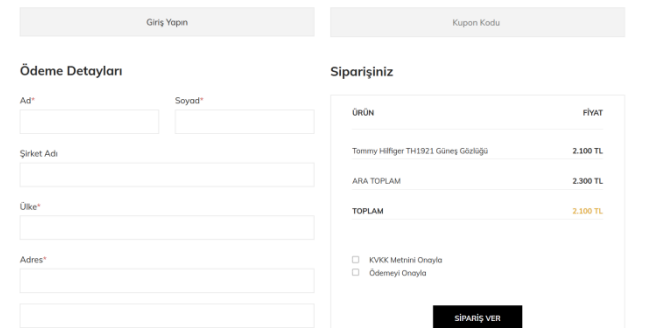 Giriş Yapın
Kupon Kodu
Ödeme Detayları
Ad*
Soyad*
Şirket Adı
Ülke*
Adres*
Siparişiniz
ÜRÜN FİYAT
Tommy Hilfiger TH1921 Güneş Gözlüğü 2.100 TL
ARA TOPLAM 2.300 TL
TOPLAM 2.100 TL
KVKK Metnini Onayla
Ödemeyi Onayla
SİPARİŞ VER